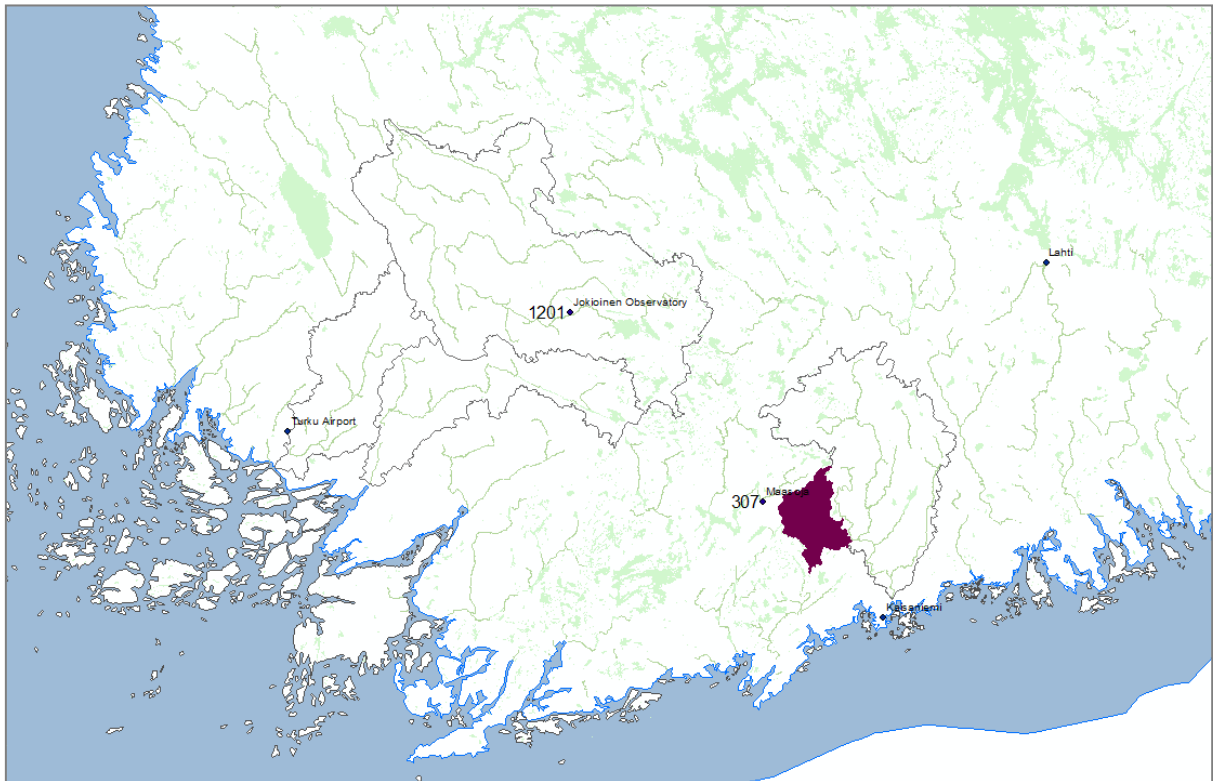 Lahti
Jokioinen Observatory
1201
Turku Airport
Maasoja
307
Kaisaniemi